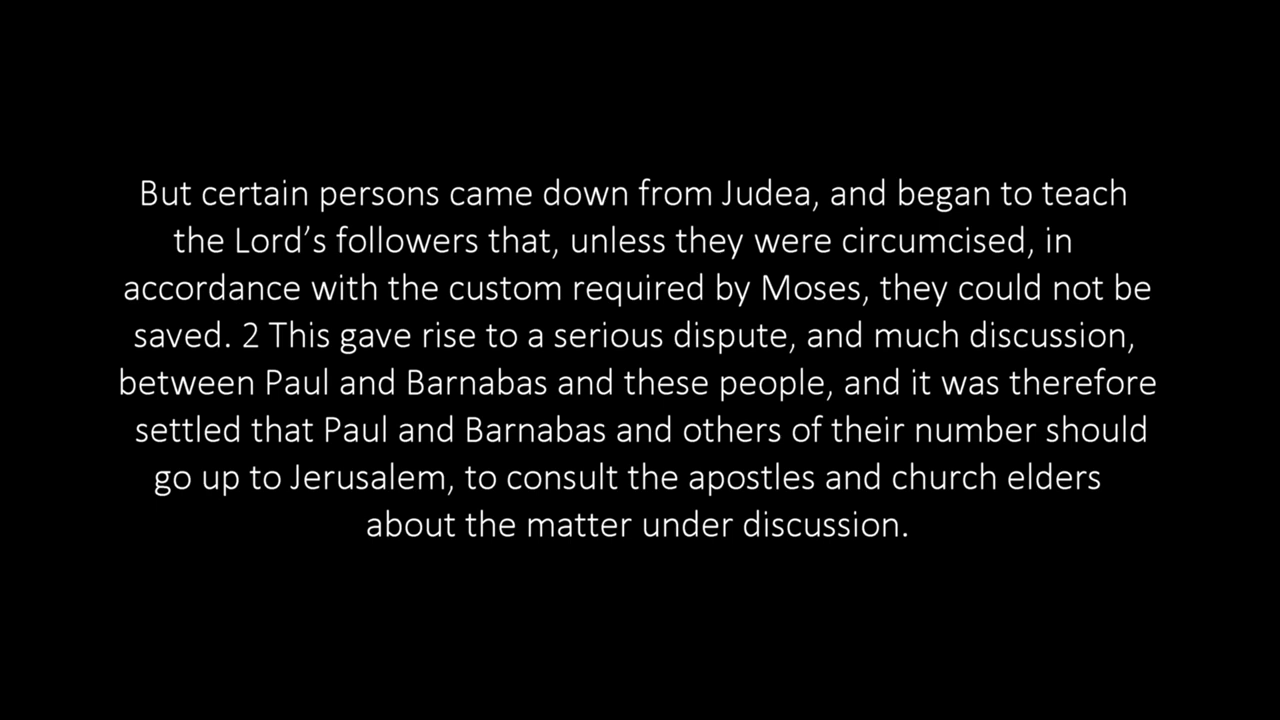 But certain persons came down from Judea, and began to teach
the Lord’s followers that, unless they were circumcised, in
accordance with the custom required by Moses, they could not be
saved. 2 This gave rise to a serious dispute, and much discussion,
between Paul and Barnabas and these people, and it was therefore
settled that Paul and Barnabas and others of their number should
go up to Jerusalem, to consult the apostles and church elders
about the matter under discussion.